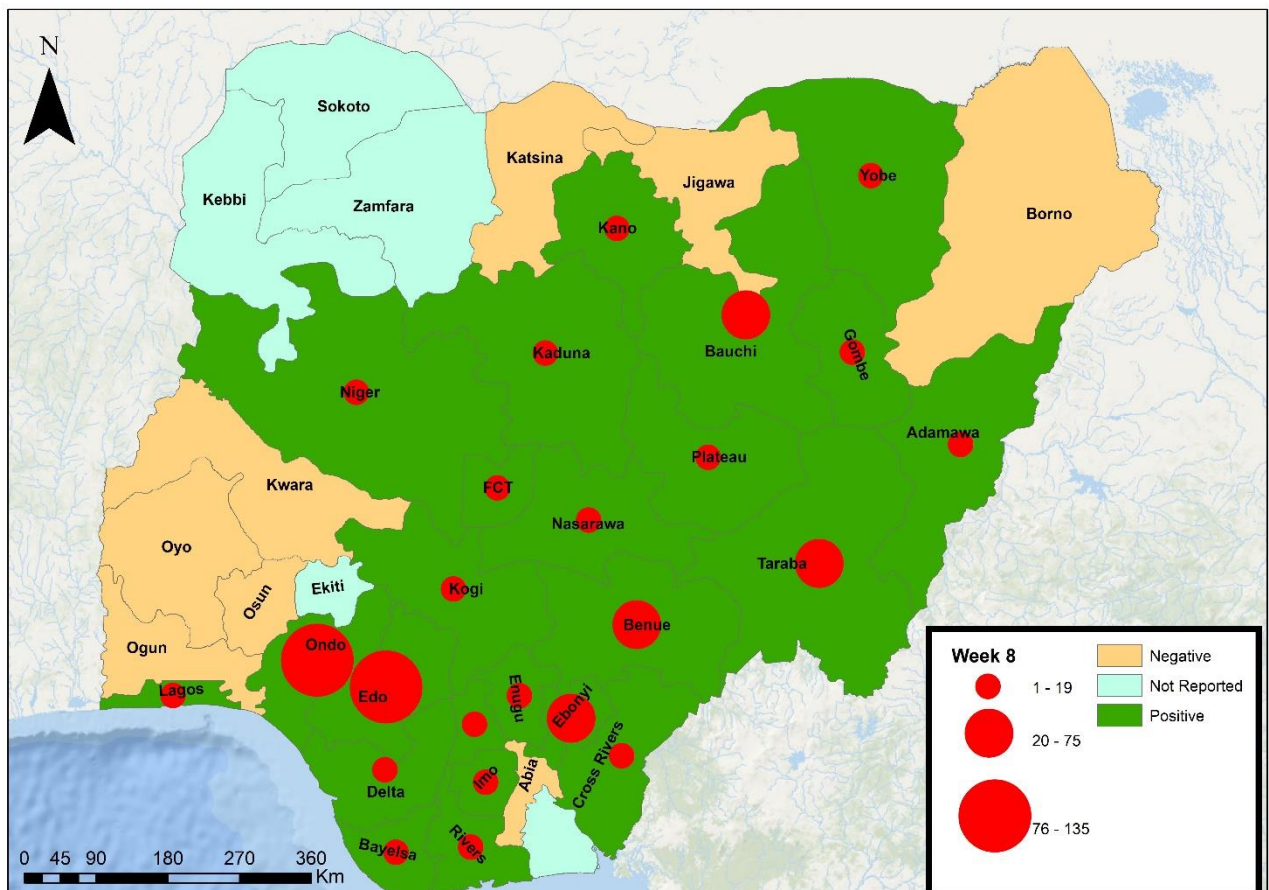 N
Sokoto
Katsina
Jigawa
Yobe
Kebbi
Zamfara
Borno
Kano
Kaduna
Bauchi
Gombe
Niger
Adamawa
Plateau
FCT
Kwara
Nasarawa
Oyo
Taraba
Ekiti
Kogi
Osun
Benue
Ogun
Ondo
Lagos
Edo
Enugu
Ebonyi
Cross Rivers
Imo
Abia
Delta
Bayelsa
Rivers
Week 8
1 - 19
20 - 75
76 - 135
Negative
Not Reported
Positive
0 45 90 180 270 360
Km